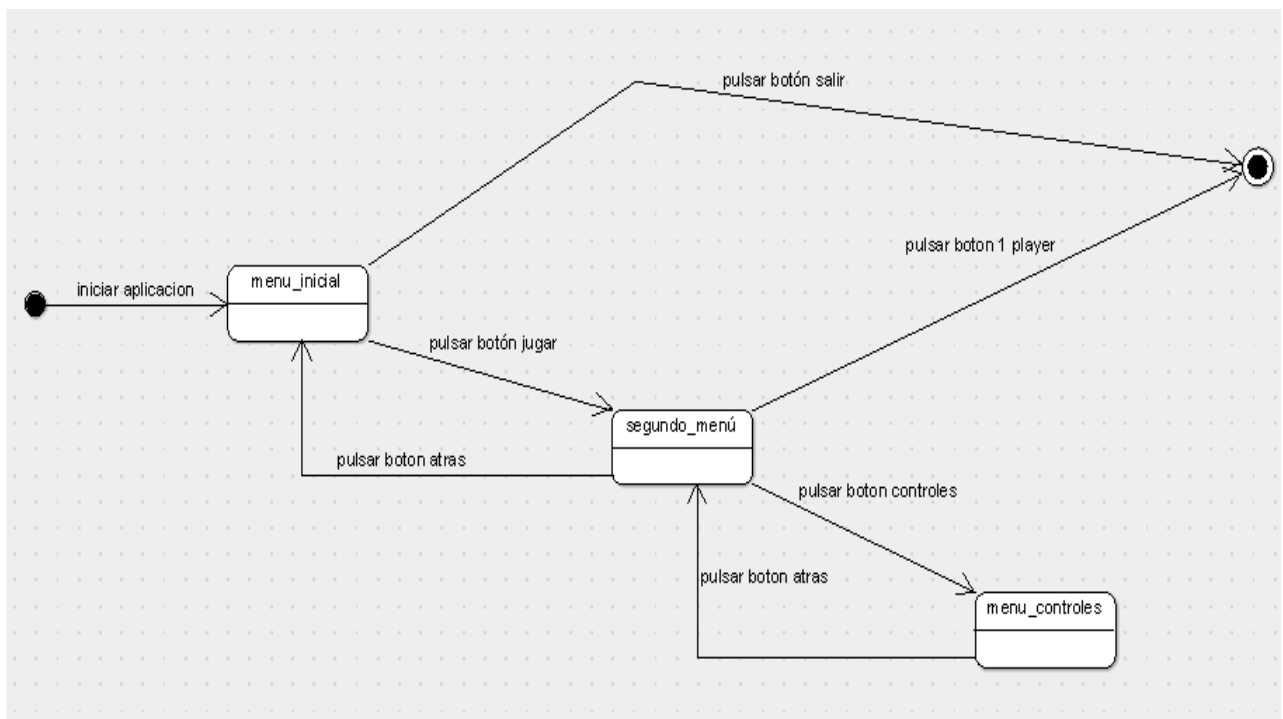 pulsar botón salir
pulsar boton 1 player
menu_inicial
iniciar aplicacion
pulsar botón jugar
segundo_menú
pulsar boton atras
pulsar boton controles
pulsar boton atras
menu_controles